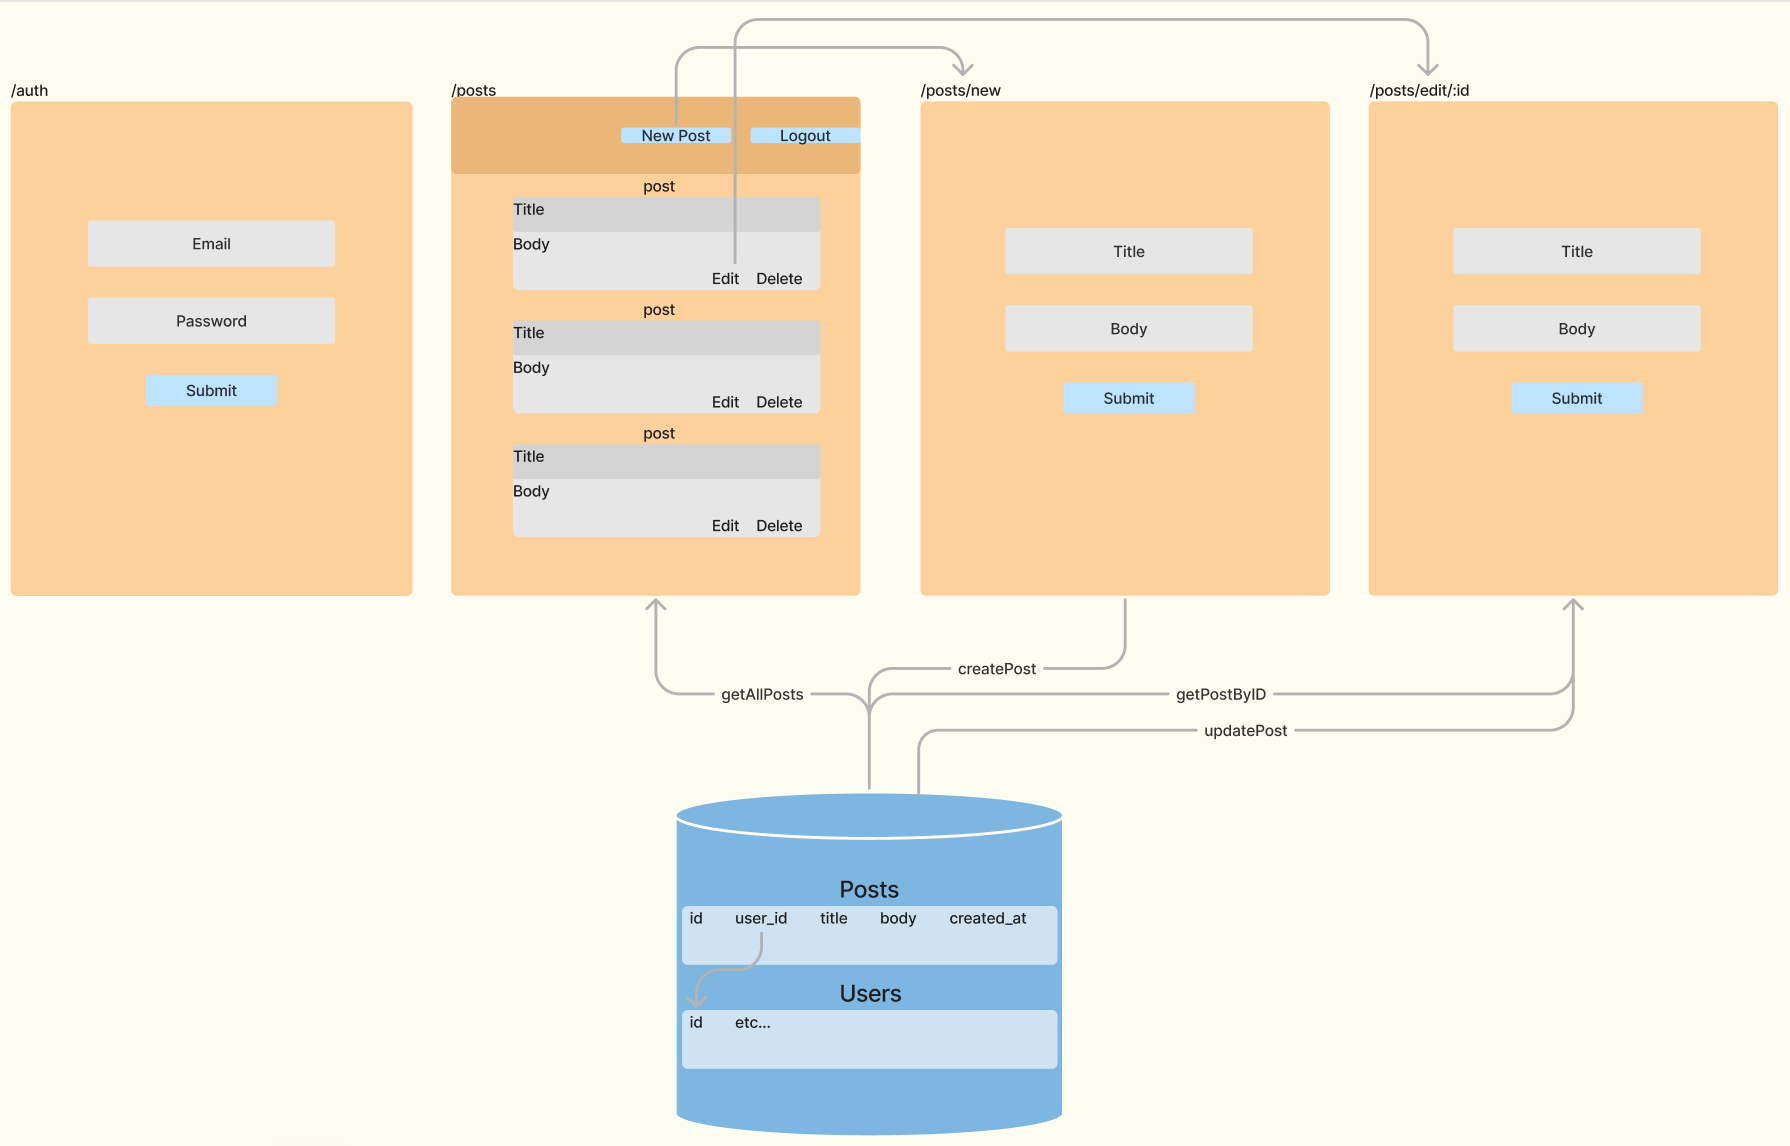 /auth
Email
Password
Submit
/posts
New Post
Logout
post
Title
Body
Edit Delete
post
Title
Body
Edit Delete
post
Title
Body
Edit Delete
/posts/new
Title
Body
Submit
/posts/edit/:id
Title
Body
Submit
createPost
getAllPosts
getPostByID
updatePost
Posts
id user_id title body created_at
Users
id etc...